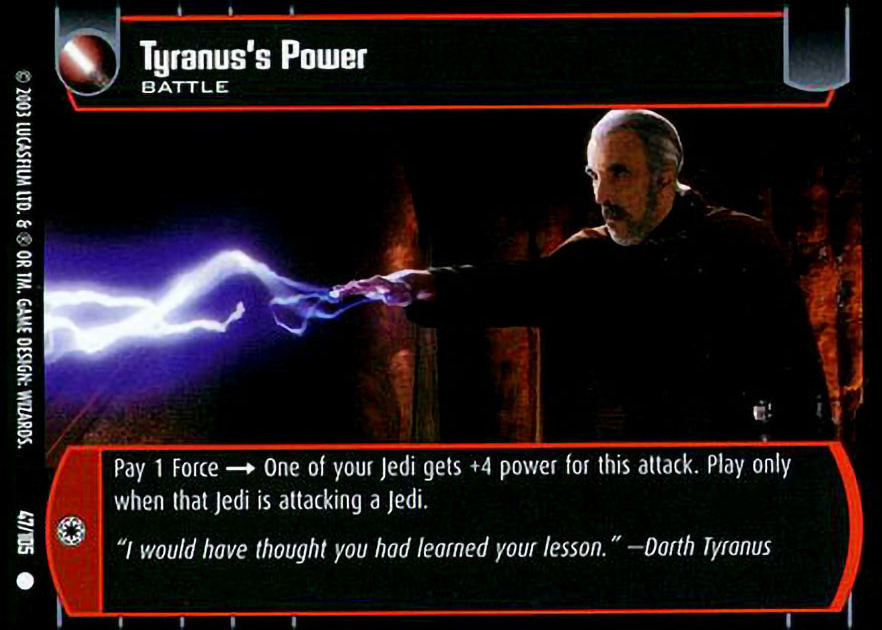 Tyranus's Power
BATTLE
Pay 1 Force → One of your Jedi gets +4 power for this attack. Play only
when that Jedi is attacking a Jedi.
"I would have thought you had learned your lesson." —Darth Tyranus
© 2003 LUCASFILM LTD. & ® OR TM. GAME DESIGN: WIZARDS.
47/105